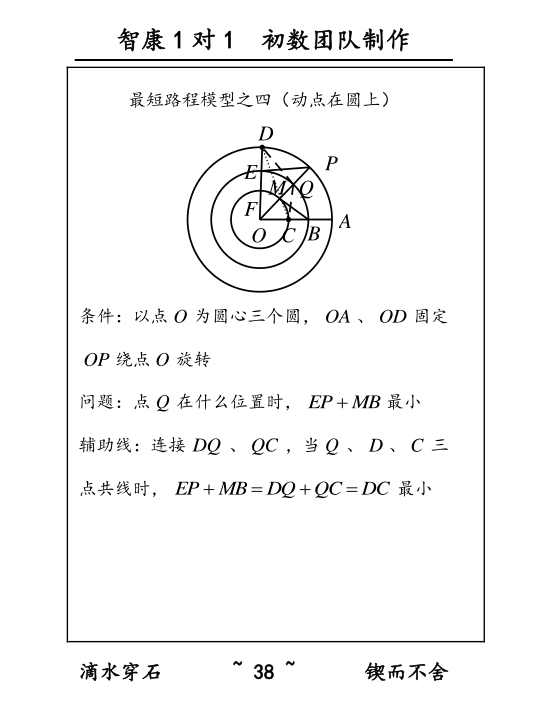 智康1对1 初数团队制作
最短路程模型之四（动点在圆上）
D
P
E
M Q
F
A
O C B
条件：以点 O 为圆心三个圆， OA 、 OD 固定
OP 绕点 O 旋转
问题：点 Q 在什么位置时， EP + MB 最小
辅助线：连接 DQ 、 QC ，当 Q 、 D 、 C 三
点共线时， EP + MB = DQ + QC = DC 最小
滴水穿石 ~ 38 ~ 锲而不舍